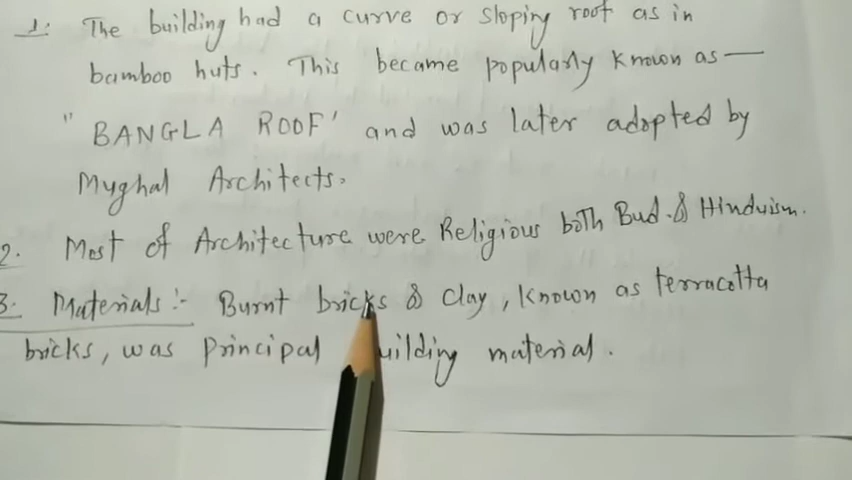 1. The building had a curve or sloping roof as in
bamboo huts. This became popularly known as —
"BANGLA ROOF' and was later adopted by
Mughal Architects.
2. Most of Architecture were Religious both Bud. & Hinduism.
3. Materials :- Burnt bricks & clay, known as terracotta
bricks, was principal uilding material.